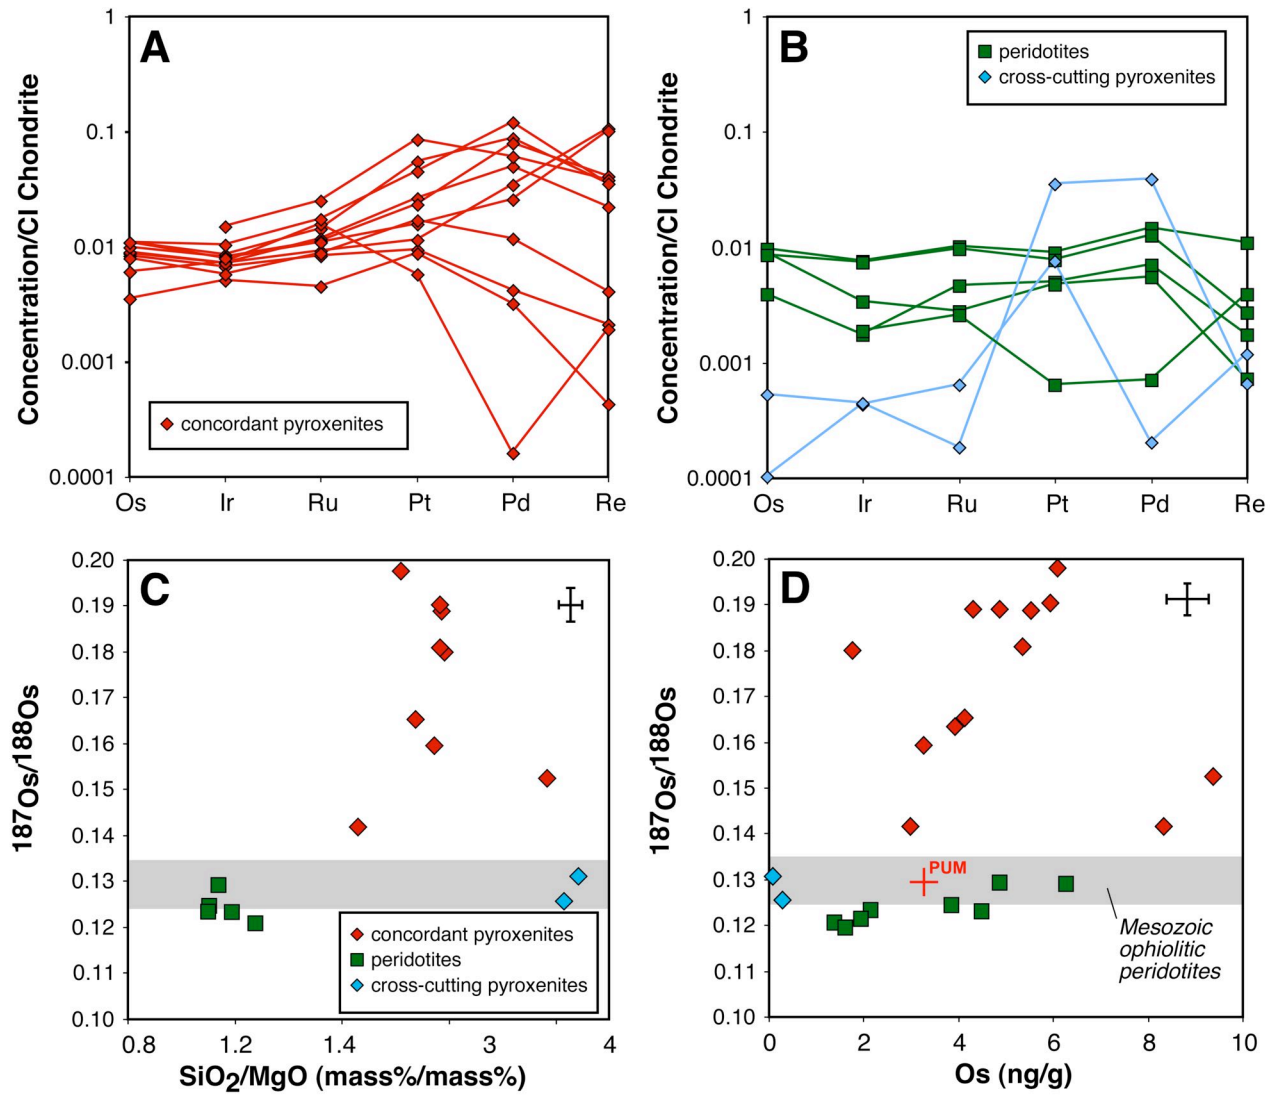 A
Concentration/CI Chondrite
1
0.1
0.01
0.001
0.0001
concordant pyroxenites
Os Ir Ru Pt Pd Re
B
Concentration/CI Chondrite
1
0.1
0.01
0.001
0.0001
peridotites
cross-cutting pyroxenites
Os Ir Ru Pt Pd Re
C
187Os/188Os
0.20
0.19
0.18
0.17
0.16
0.15
0.14
0.13
0.12
0.11
0.10
concordant pyroxenites
peridotites
cross-cutting pyroxenites
0.8 1.2 1.4 3 4
SiO2/MgO (mass%/mass%)
D
187Os/188Os
0.20
0.19
0.18
0.17
0.16
0.15
0.14
0.13
0.12
0.11
0.10
PUM
Mesozoic
ophiolitic
peridotites
0 2 4 6 8 10
Os (ng/g)